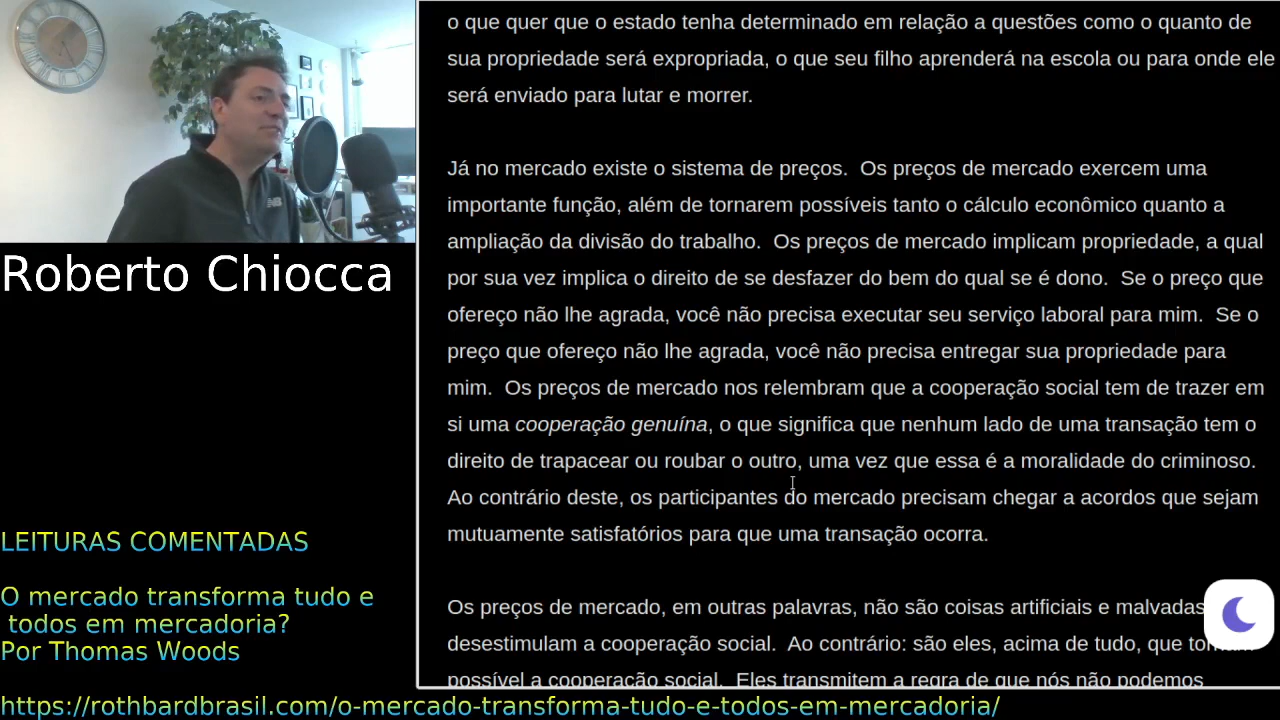 o que quer que o estado tenha determinado em relação a questões como o quanto de
sua propriedade será expropriada, o que seu filho aprenderá na escola ou para onde ele
será enviado para lutar e morrer.
Já no mercado existe o sistema de preços.  Os preços de mercado exercem uma
importante função, além de tornarem possíveis tanto o cálculo econômico quanto a
ampliação da divisão do trabalho.  Os preços de mercado implicam propriedade, a qual
por sua vez implica o direito de se desfazer do bem do qual se é dono.  Se o preço que
ofereço não lhe agrada, você não precisa executar seu serviço laboral para mim.  Se o
preço que ofereço não lhe agrada, você não precisa entregar sua propriedade para
mim.  Os preços de mercado nos relembram que a cooperação social tem de trazer em
si uma cooperação genuína, o que significa que nenhum lado de uma transação tem o
direito de trapacear ou roubar o outro, uma vez que essa é a moralidade do criminoso.
Ao contrário deste, os participantes do mercado precisam chegar a acordos que sejam
mutuamente satisfatórios para que uma transação ocorra.
Os preços de mercado, em outras palavras, não são coisas artificiais e malvadas
desestimulam a cooperação social.  Ao contrário: são eles, acima de tudo, que
possível a cooperação social.  Eles transmitem a regra de que nós não podemos
NB
Roberto Chiocca
LEITURAS COMENTADAS
O mercado transforma tudo e
todos em mercadoria?
Por Thomas Woods
https://rothbardbrasil.com/o-mercado-transforma-tudo-e-todos-em-mercadoria/